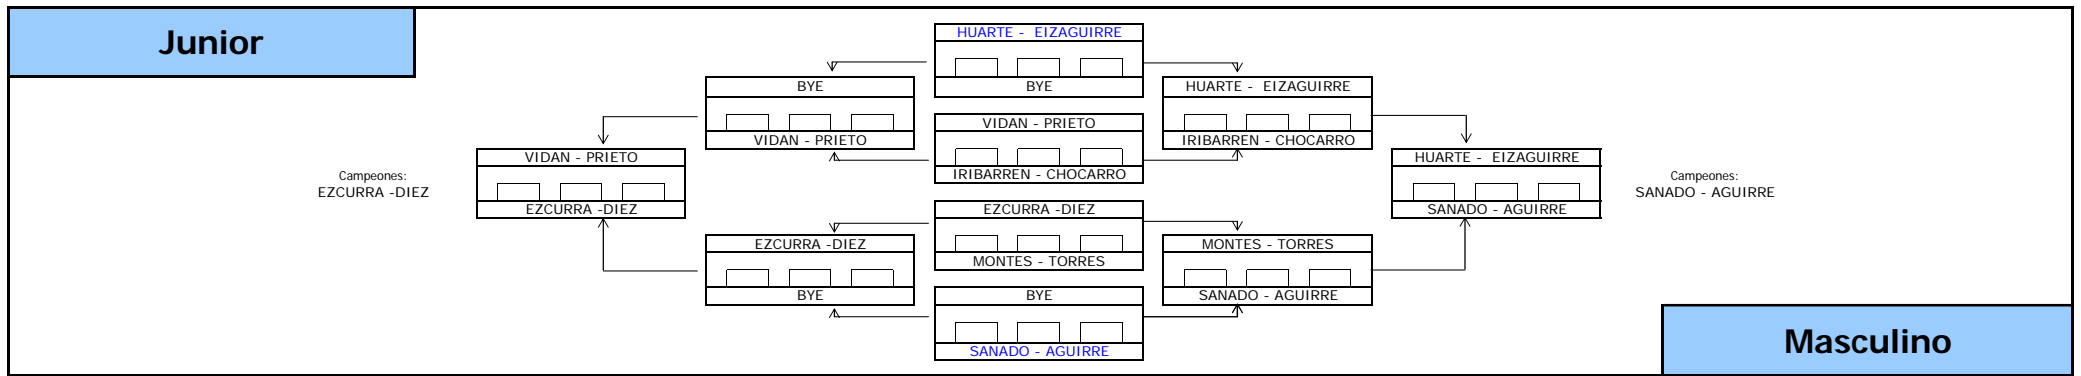 Junior
HUARTE - EIZAGUIRRE
BYE
BYE
VIDAN - PRIETO
HUARTE - EIZAGUIRRE
IRIBARREN - CHOCARRO
VIDAN - PRIETO
IRIBARREN - CHOCARRO
VIDAN - PRIETO
EZCURRA -DIEZ
Campeones:
EZCURRA -DIEZ
HUARTE - EIZAGUIRRE
SANADO - AGUIRRE
Campeones:
SANADO - AGUIRRE
EZCURRA -DIEZ
MONTES - TORRES
EZCURRA -DIEZ
BYE
MONTES - TORRES
SANADO - AGUIRRE
BYE
SANADO - AGUIRRE
Masculino